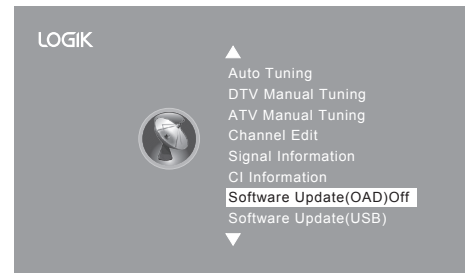 LOGIK
Auto Tuning
DTV Manual Tuning
ATV Manual Tuning
Channel Edit
Signal Information
CI Information
Software Update(OAD)Off
Software Update(USB)